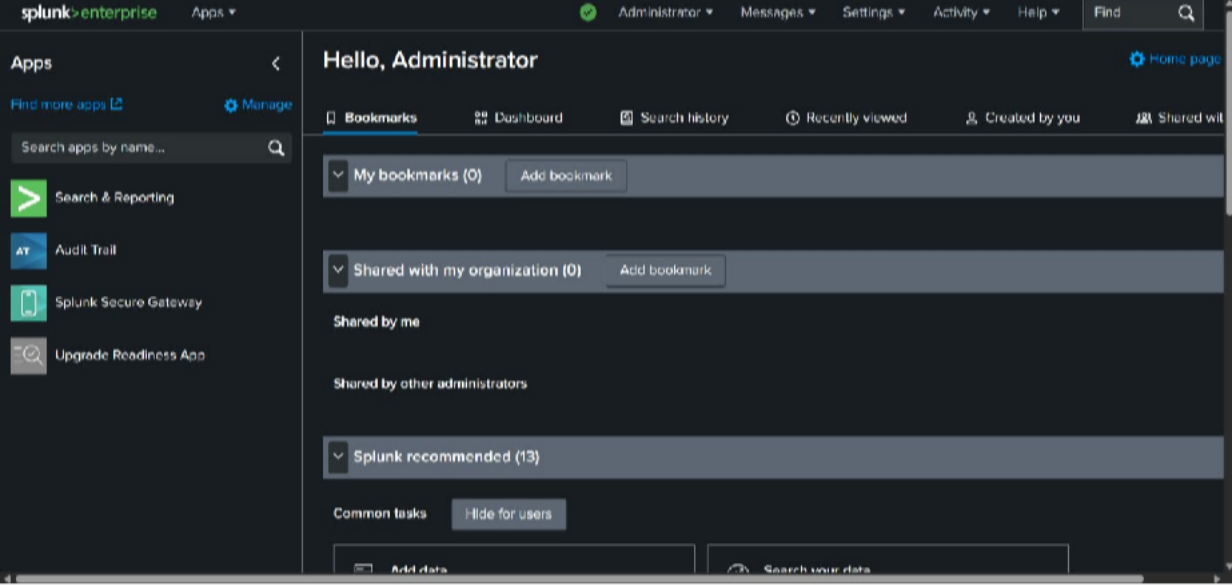 splunk>enterprise Apps Administrator Messages Settings Activity Help Find
Apps
Find more apps Manage
Search apps by name...
Search & Reporting
AT Audit Trail
Splunk Secure Gateway
Upgrade Readiness App
Hello, Administrator
Home page
Bookmarks Dashboard Search history Recently viewed Created by you Shared wit
My bookmarks (0) Add bookmark
Shared with my organization (0) Add bookmark
Shared by me
Shared by other administrators
Splunk recommended (13)
Common tasks Hide for users
Add data Search your data